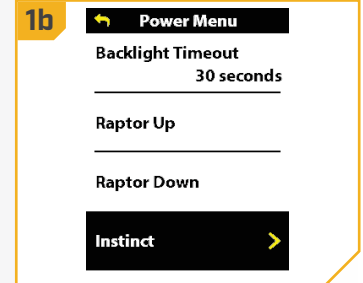 1b
Power Menu
Backlight Timeout
30 seconds
Raptor Up
Raptor Down
Instinct